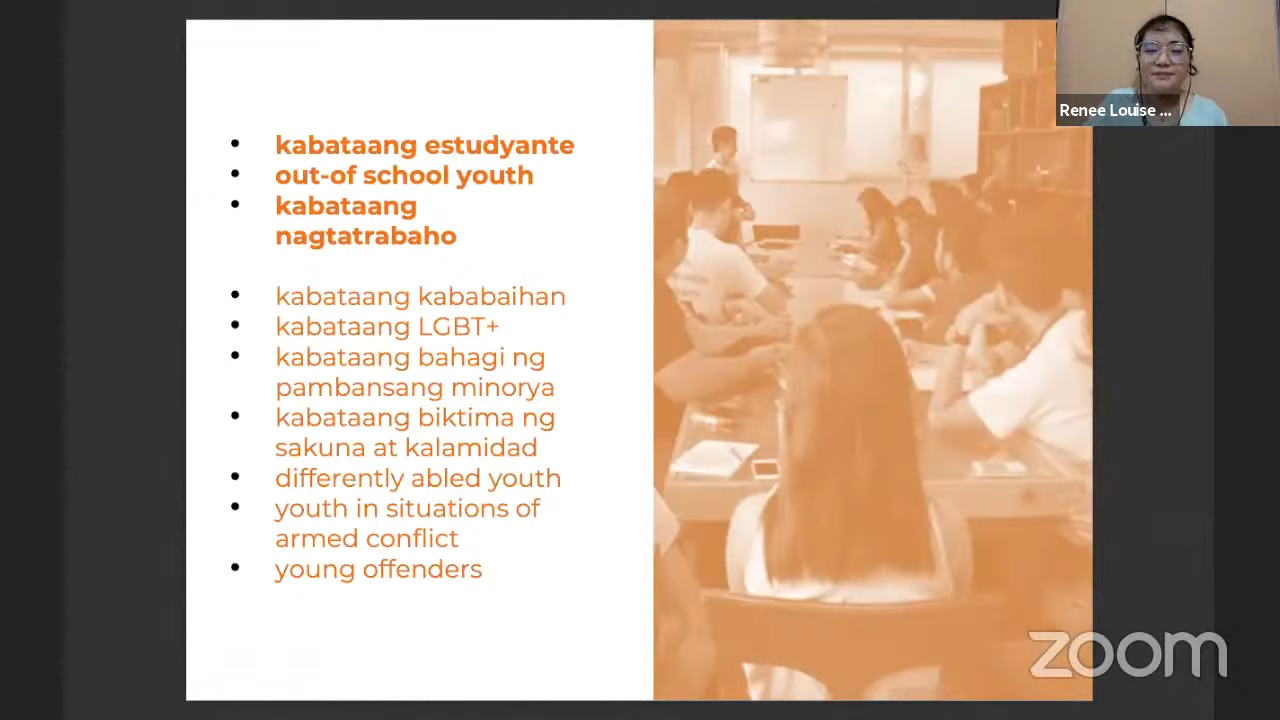 kabataang estudyante
out-of school youth
kabataang
nagtatrabaho
kabataang kababaihan
kabataang LGBT+
kabataang bahagi ng
pambansang minorya
kabataang biktima ng
sakuna at kalamidad
differently abled youth
youth in situations of
armed conflict
young offenders
Renee Louise ...
zoom